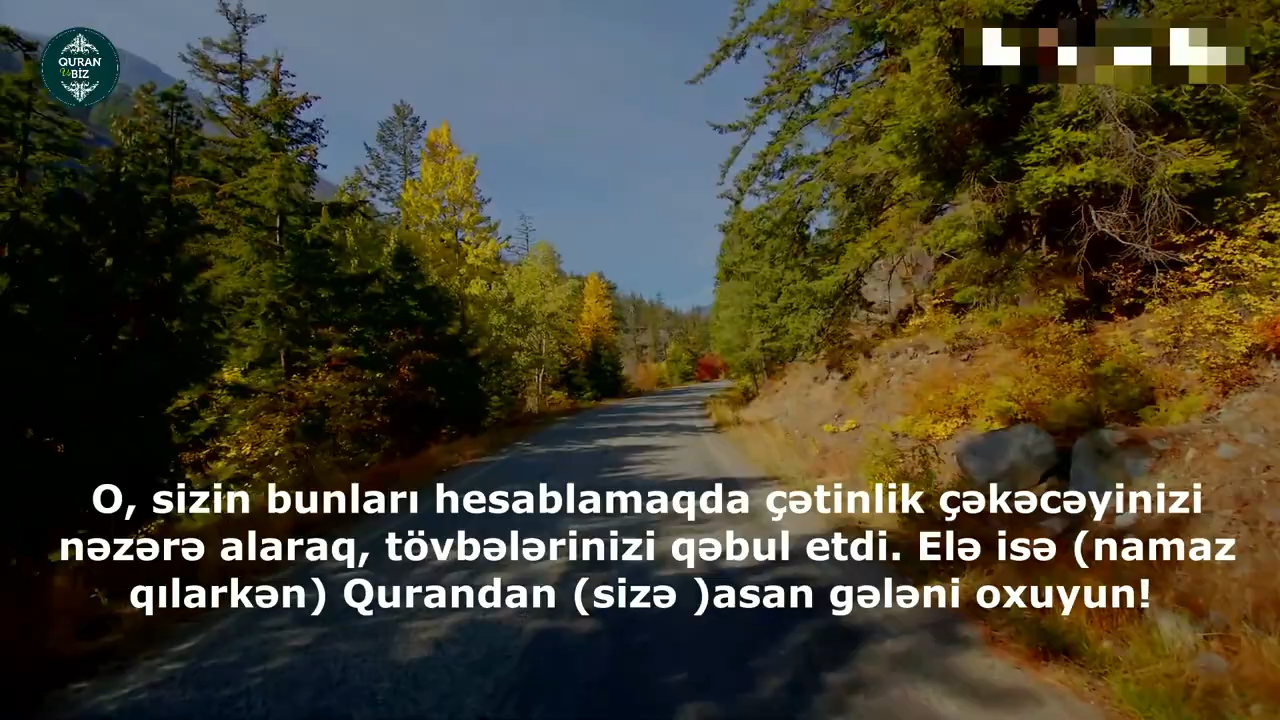 QURAN
Və
BİZ
O, sizin bunları hesablamaqda çətinlik çəkəcəyinizi
nəzərə alaraq, tövbələrinizi qəbul etdi. Elə isə (namaz
qılarkən) Qurandan (sizə )asan gələni oxuyun!